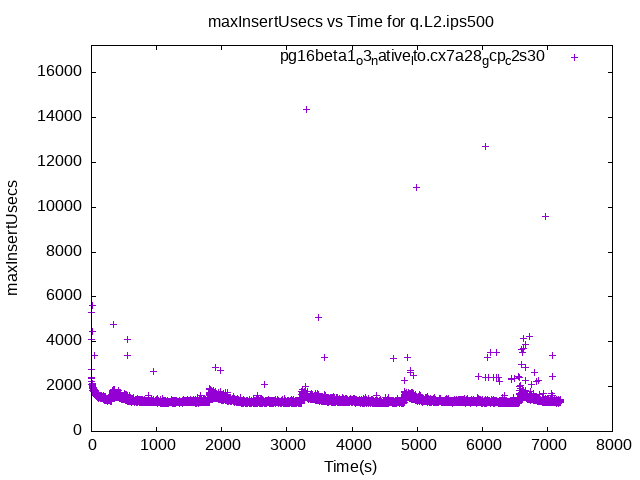 maxInsertUsecs vs Time for q.L2.ips500
pg16beta1ₒ3ₙativeₗto.cx7a28_gcp_c2s30
maxInsertUsecs
16000
14000
12000
10000
8000
6000
4000
2000
0
0 1000 2000 3000 4000 5000 6000 7000 8000
Time(s)